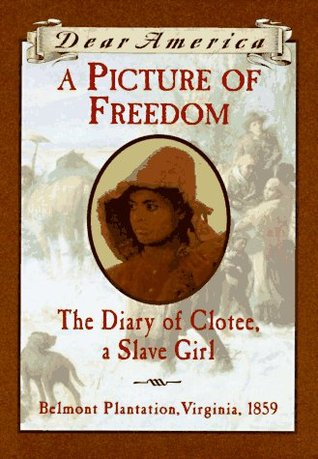 Dear America
A PICTURE OF
FREEDOM
The Diary of Clotee,
a Slave Girl
Belmont Plantation, Virginia, 1859